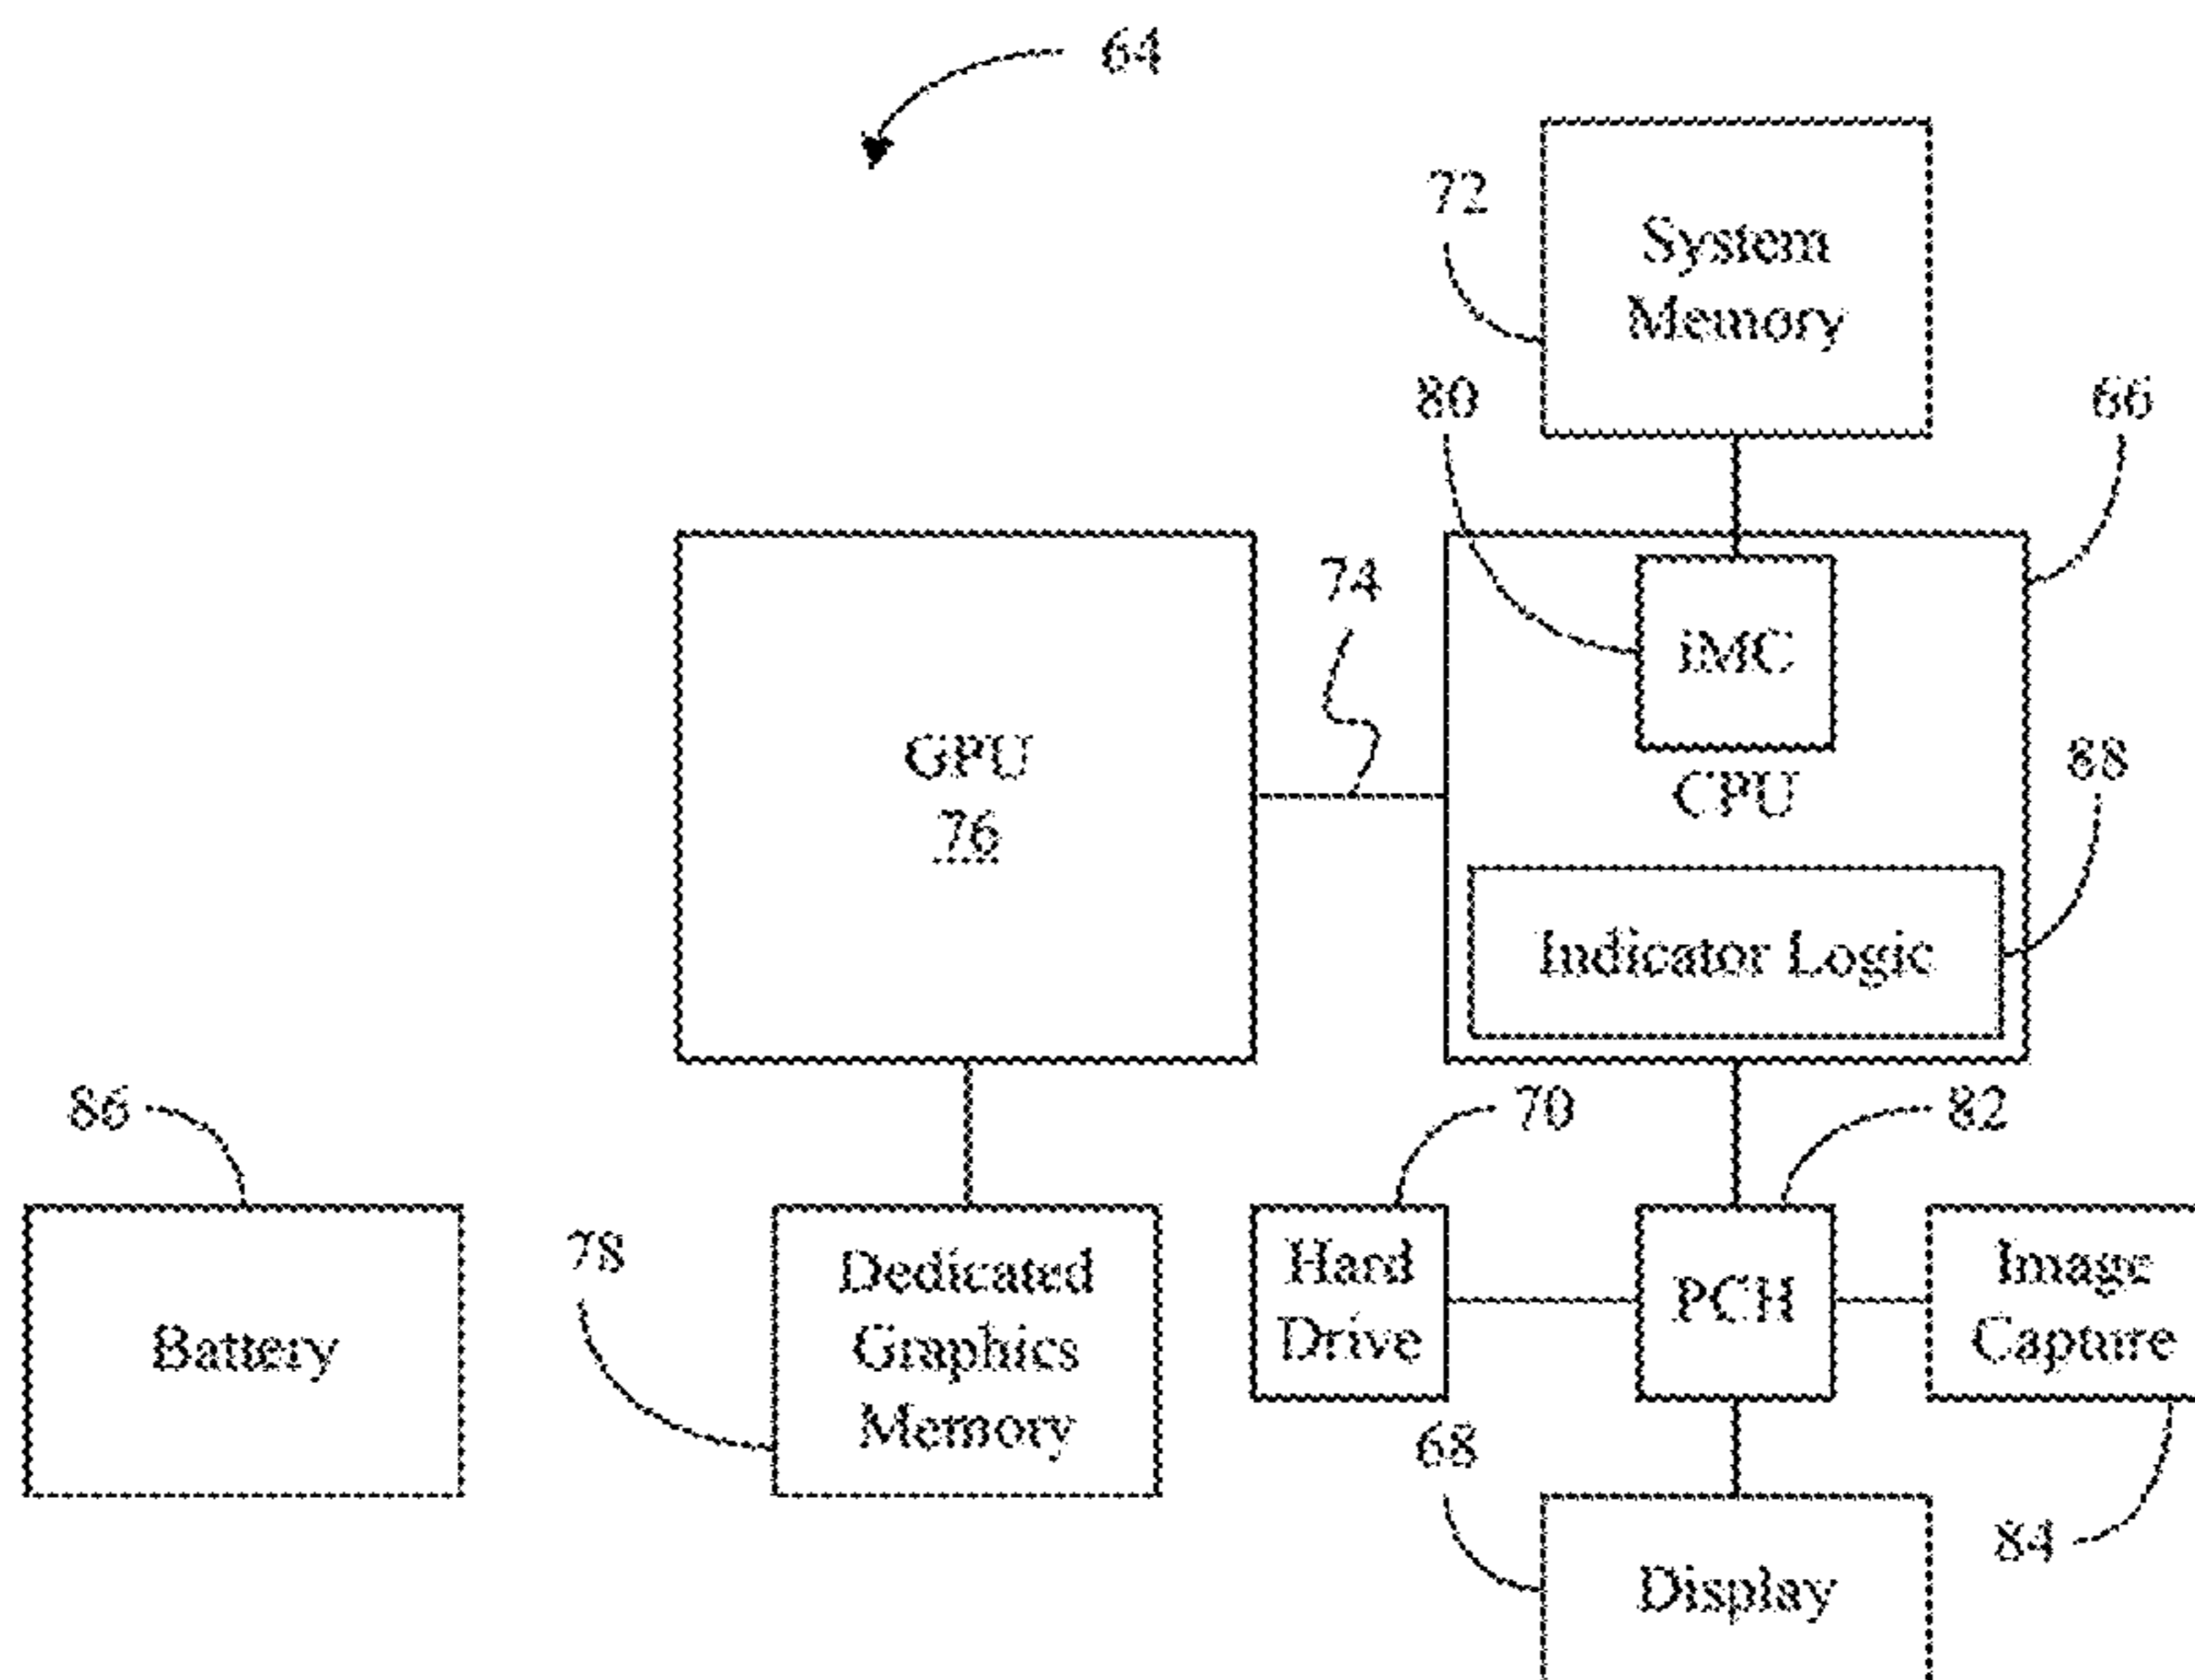 64
72
System
Memory
80
66
74
iMC
GPU
76
CPU
88
Indicator Logic
86
70
82
78
Battery
Dedicated
Graphics
Memory
Hard
Drive
PCH
Image
Capture
68
84
Display